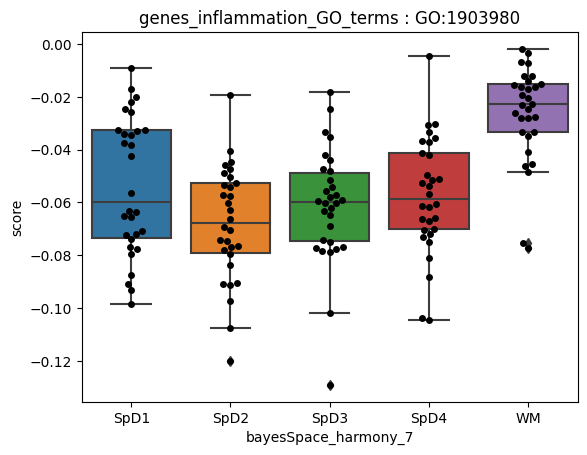 genes_inflammation_GO_terms : GO:1903980
score
0.00
−0.02
−0.04
−0.06
−0.08
−0.10
−0.12
SpD1 SpD2 SpD3 SpD4 WM
bayesSpace_harmony_7